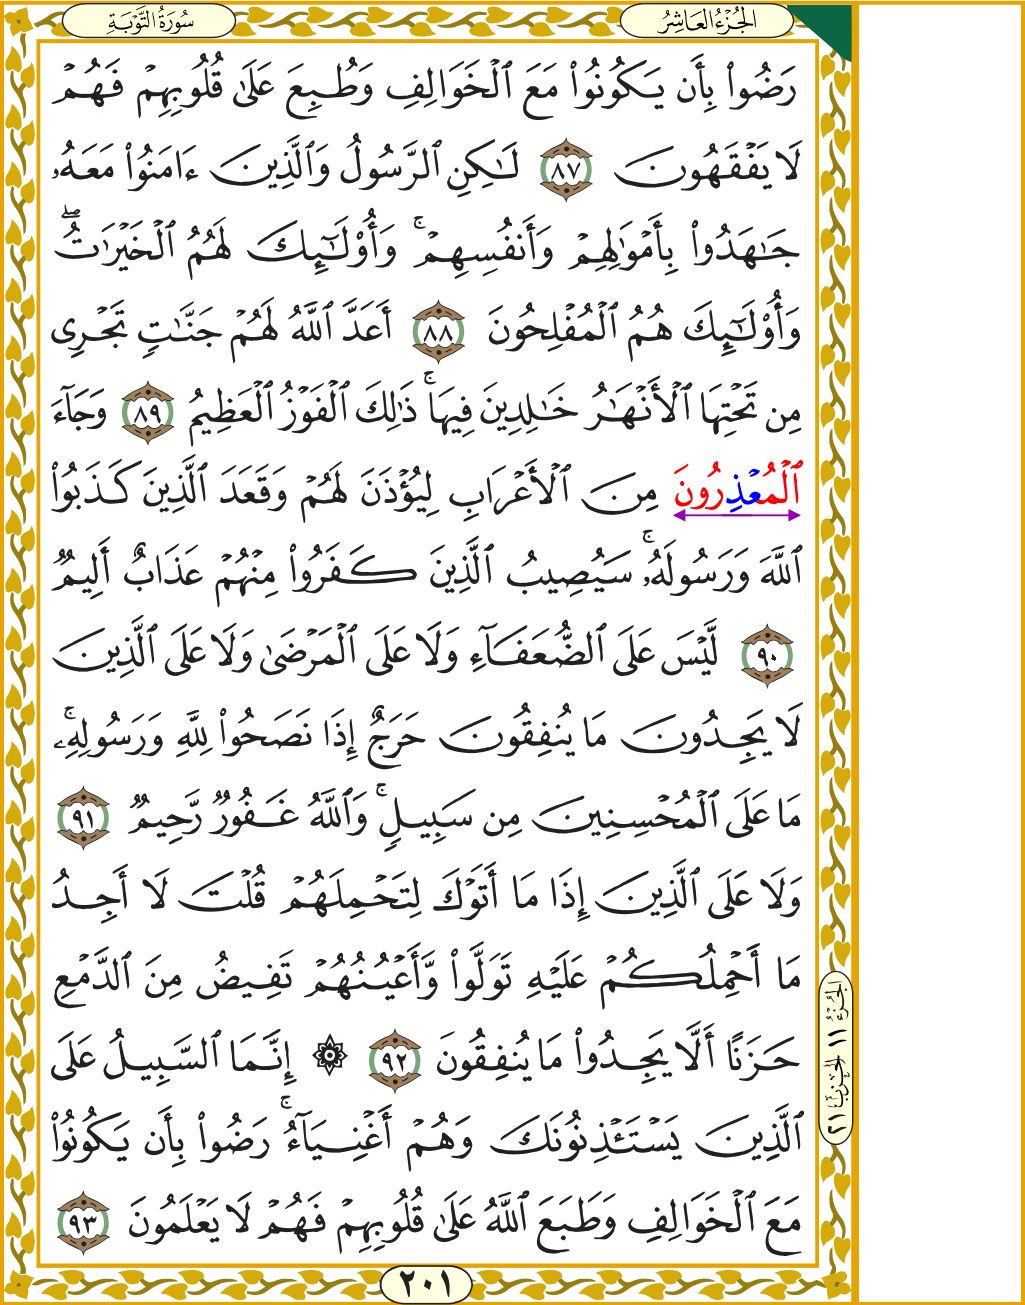 الجُزْءُ العَاشِرُ
سُورَةُ التَّوْبَةِ
رَضُواْ بِأَن يَكُونُواْ مَعَ ٱلْخَوَالِفِ وَطُبِعَ عَلَىٰ قُلُوبِهِمْ فَهُمْ
لَا يَفْقَهُونَ ٨٧ لَٰكِنِ ٱلرَّسُولُ وَٱلَّذِينَ ءَامَنُواْ مَعَهُۥ
جَٰهَدُواْ بِأَمْوَٰلِهِمْ وَأَنفُسِهِمْۚ وَأُوْلَٰٓئِكَ لَهُمُ ٱلْخَيْرَٰتُۖ
وَأُوْلَٰٓئِكَ هُمُ ٱلْمُفْلِحُونَ ٨٨ أَعَدَّ ٱللَّهُ لَهُمْ جَنَّٰتٍ تَجْرِى
مِن تَحْتِهَا ٱلْأَنْهَٰرُ خَٰلِدِينَ فِيهَاۚ ذَٰلِكَ ٱلْفَوْزُ ٱلْعَظِيمُ ٨٩ وَجَآءَ
ٱلْمُعْذِرُونَ مِنَ ٱلْأَعْرَابِ لِيُؤْذَنَ لَهُمْ وَقَعَدَ ٱلَّذِينَ كَذَبُواْ
ٱللَّهَ وَرَسُولَهُۥۚ سَيُصِيبُ ٱلَّذِينَ كَفَرُواْ مِنْهُمْ عَذَابٌ أَلِيمٌ
٩٠ لَّيْسَ عَلَى ٱلضُّعَفَآءِ وَلَا عَلَى ٱلْمَرْضَىٰ وَلَا عَلَى ٱلَّذِينَ
لَا يَجِدُونَ مَا يُنفِقُونَ حَرَجٌ إِذَا نَصَحُواْ لِلَّهِ وَرَسُولِهِۦۚ
مَا عَلَى ٱلْمُحْسِنِينَ مِن سَبِيلٍۚ وَٱللَّهُ غَفُورٌ رَّحِيمٌ ٩١
وَلَا عَلَى ٱلَّذِينَ إِذَا مَا أَتَوْكَ لِتَحْمِلَهُمْ قُلْتَ لَا أَجِدُ
مَا أَحْمِلُكُمْ عَلَيْهِ تَوَلَّواْ وَّأَعْيُنُهُمْ تَفِيضُ مِنَ ٱلدَّمْعِ
حَزَنًا أَلَّا يَجِدُواْ مَا يُنفِقُونَ ٩٢ ۞ إِنَّمَا ٱلسَّبِيلُ عَلَى
ٱلَّذِينَ يَسْتَـْٔذِنُونَكَ وَهُمْ أَغْنِيَآءُۚ رَضُواْ بِأَن يَكُونُواْ
مَعَ ٱلْخَوَالِفِ وَطَبَعَ ٱللَّهُ عَلَىٰ قُلُوبِهِمْ فَهُمْ لَا يَعْلَمُونَ ٩٣
الجُزْءُ ١١ الحِزْبُ ٢١
٢٠١